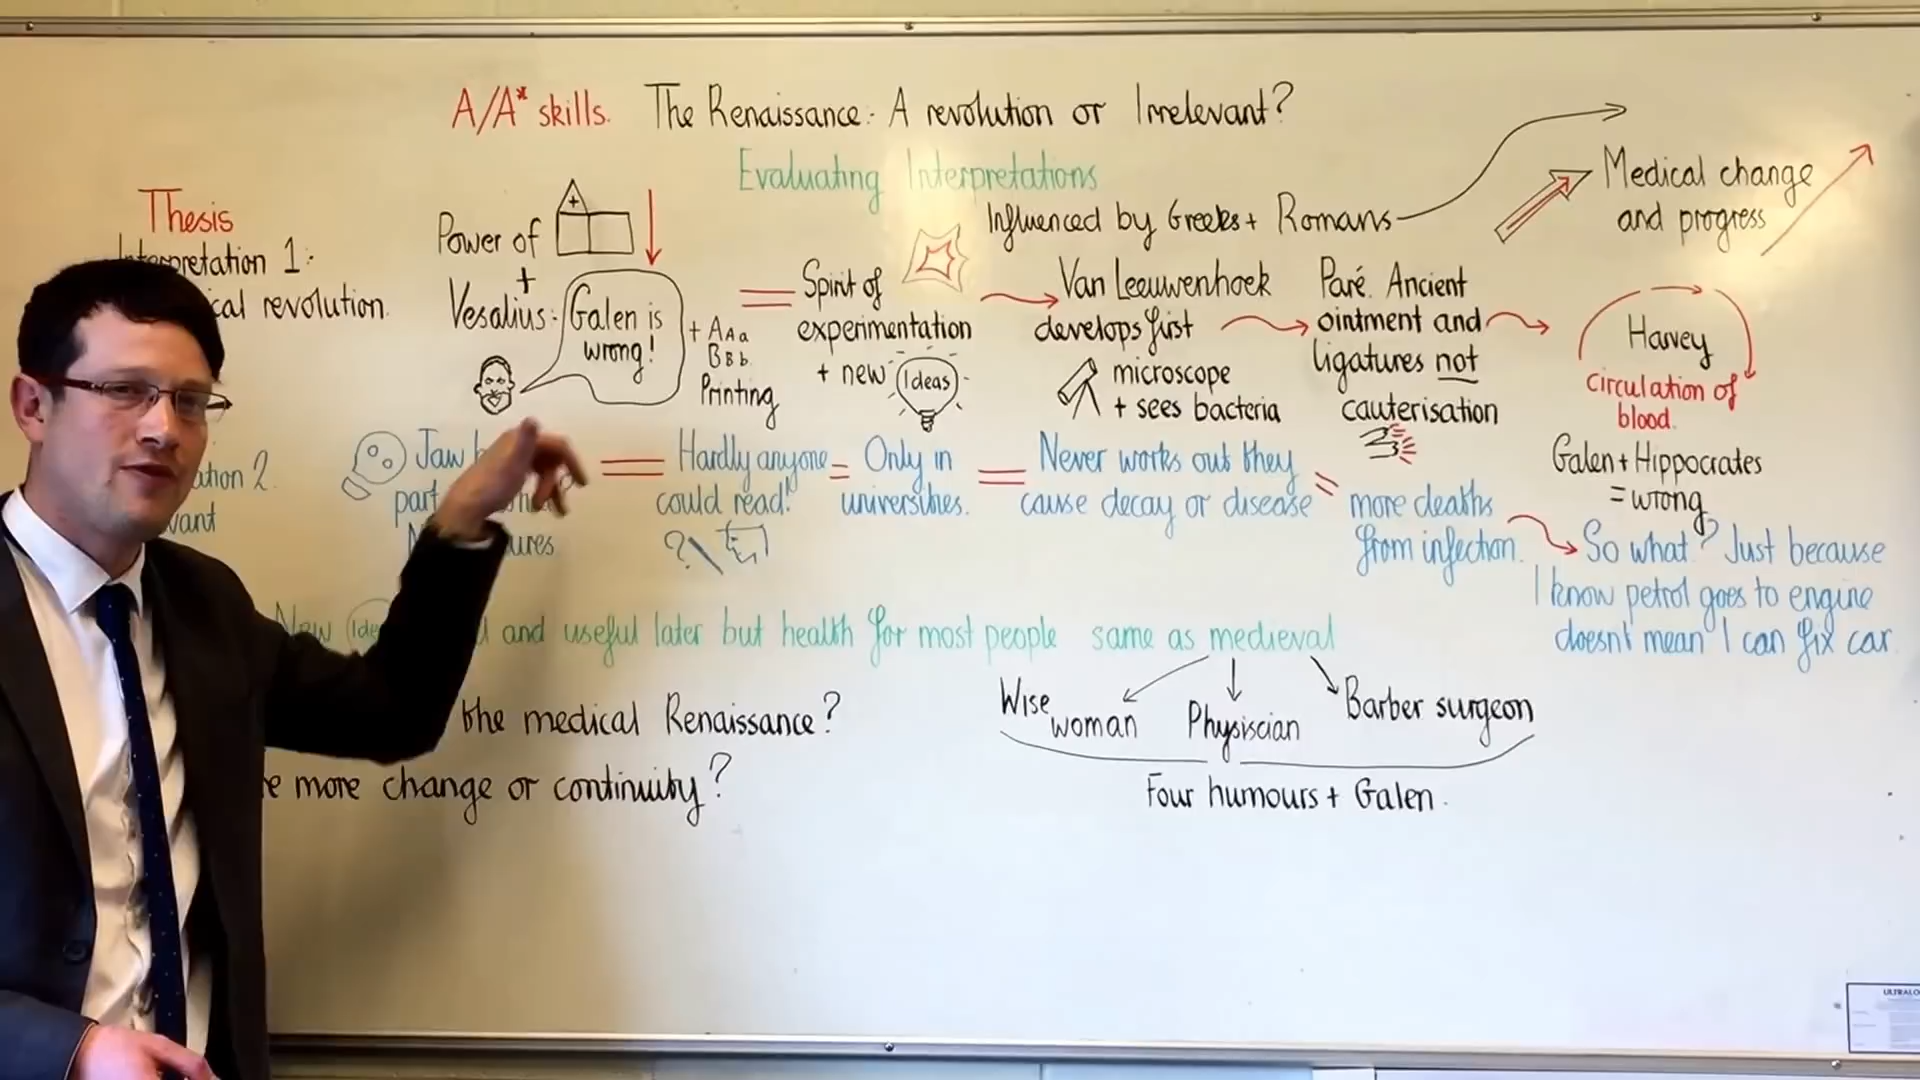 A/A* skills. The Renaissance: A revolution or Irrelevant?
Evaluating Interpretations
Thesis
Interpretation 1:
cal revolution.
ation 2.
vant
Power of
+
Vesalius:
Galen is
wrong!
+ AAa
BBb
Printing
Spirit of
experimentation
+ new Ideas
Influenced by Greeks + Romans
Van Leeuwenhoek
develops first
microscope
+ sees bacteria
Paré. Ancient
ointment and
ligatures not
cauterisation
Medical change
and progress
Harvey
circulation of
blood.
Galen + Hippocrates
= wrong
Jaw
part
ures
Hardly anyone
could read!
?
Only in
universities.
Never works out they
cause decay or disease
more deaths
from infection.
So what? Just because
I know petrol goes to engine
doesn't mean I can fix car.
New and useful later but health for most people same as medieval
Wise
woman
Physiscian
Barber surgeon
Four humours + Galen.
the medical Renaissance?
e more change or continuity?